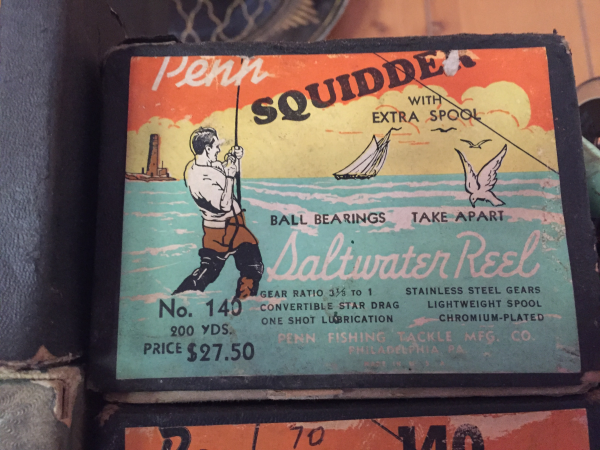 Penn
SQUIDDER
WITH
EXTRA SPOOL
BALL BEARINGS TAKE APART
Saltwater Reel
No. 140
200 YDS.
PRICE $27.50
GEAR RATIO 3⅓ TO 1
CONVERTIBLE STAR DRAG
ONE SHOT LUBRICATION
STAINLESS STEEL GEARS
LIGHTWEIGHT SPOOL
CHROMIUM-PLATED
PENN FISHING TACKLE MFG. CO.
PHILADELPHIA, PA.
70
140